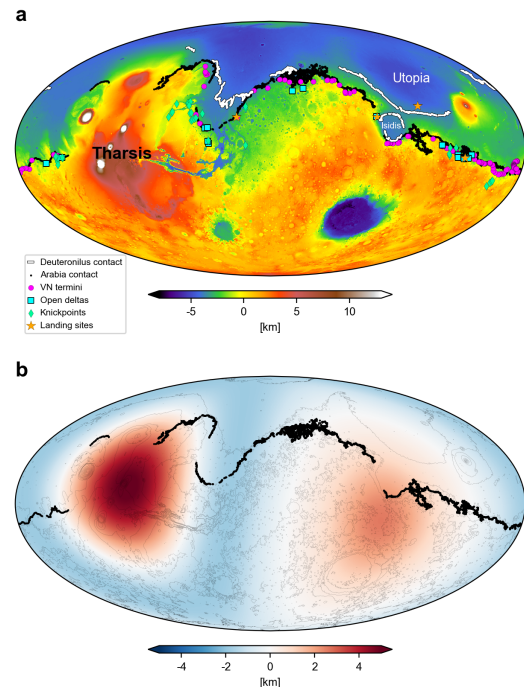 a
Utopia
Isidis
Tharsis
Deuteronilus contact
Arabia contact
VN termini
Open deltas
Knickpoints
Landing sites
-5 0 5 10
[km]
b
-4 -2 0 2 4
[km]